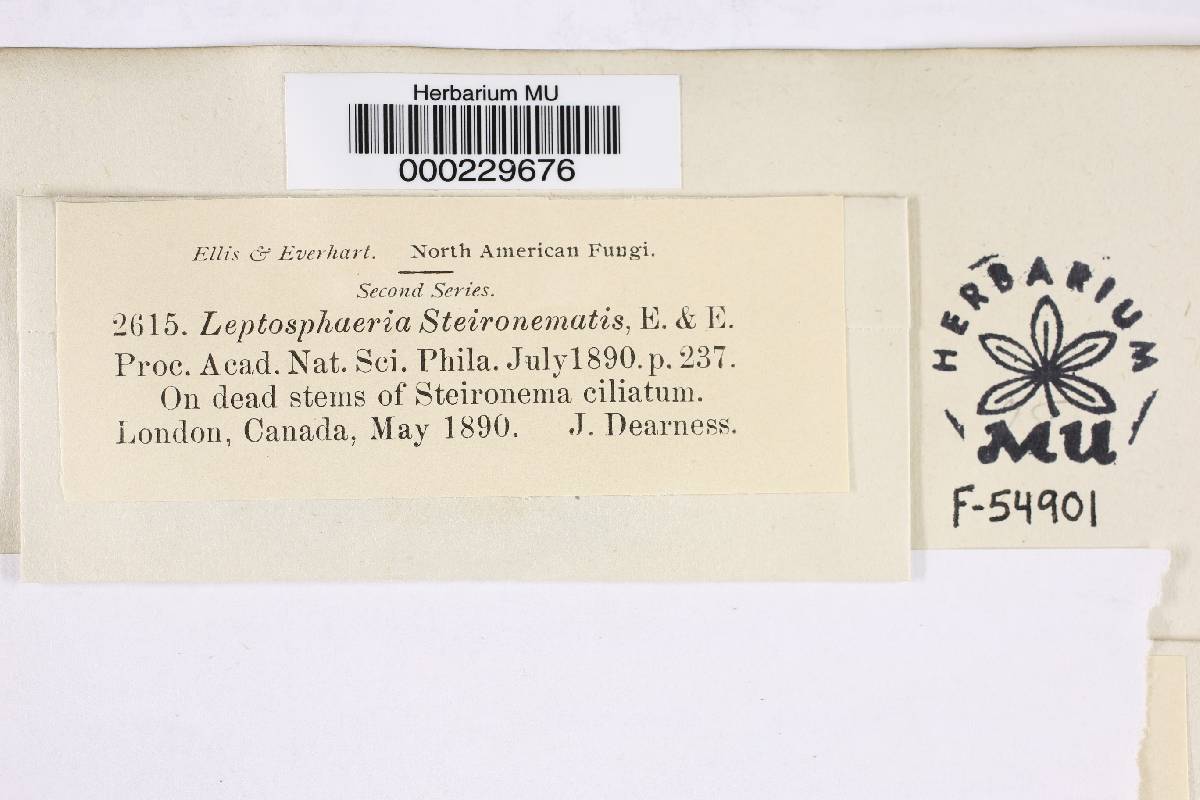 Herbarium MU
000229676
Ellis & Everhart. North American Fungi.
Second Series.
2615. Leptosphaeria Steironematis, E. & E.
Proc. Acad. Nat. Sci. Phila. July 1890. p. 237.
On dead stems of Steironema ciliatum.
London, Canada, May 1890. J. Dearness.
HERBARIUM
MU
F-54901